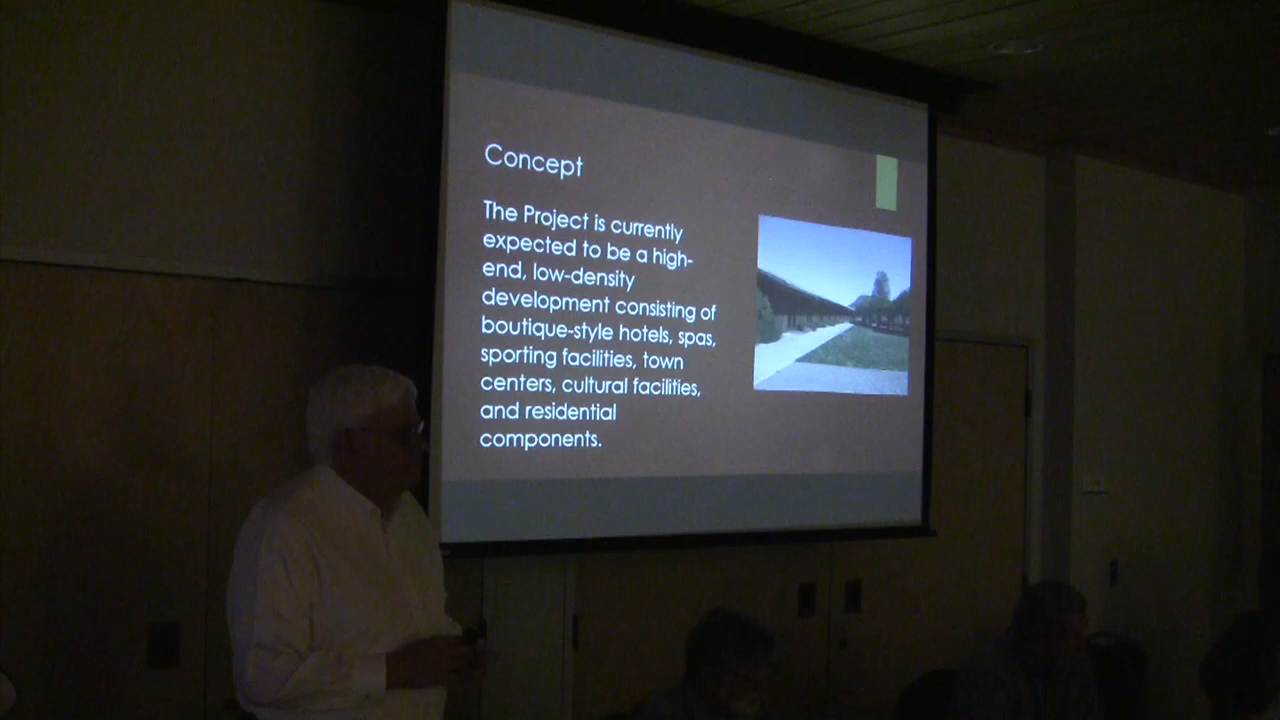 Concept
The Project is currently
expected to be a high-
end, low-density
development consisting of
boutique-style hotels, spas,
sporting facilities, town
centers, cultural facilities,
and residential
components.